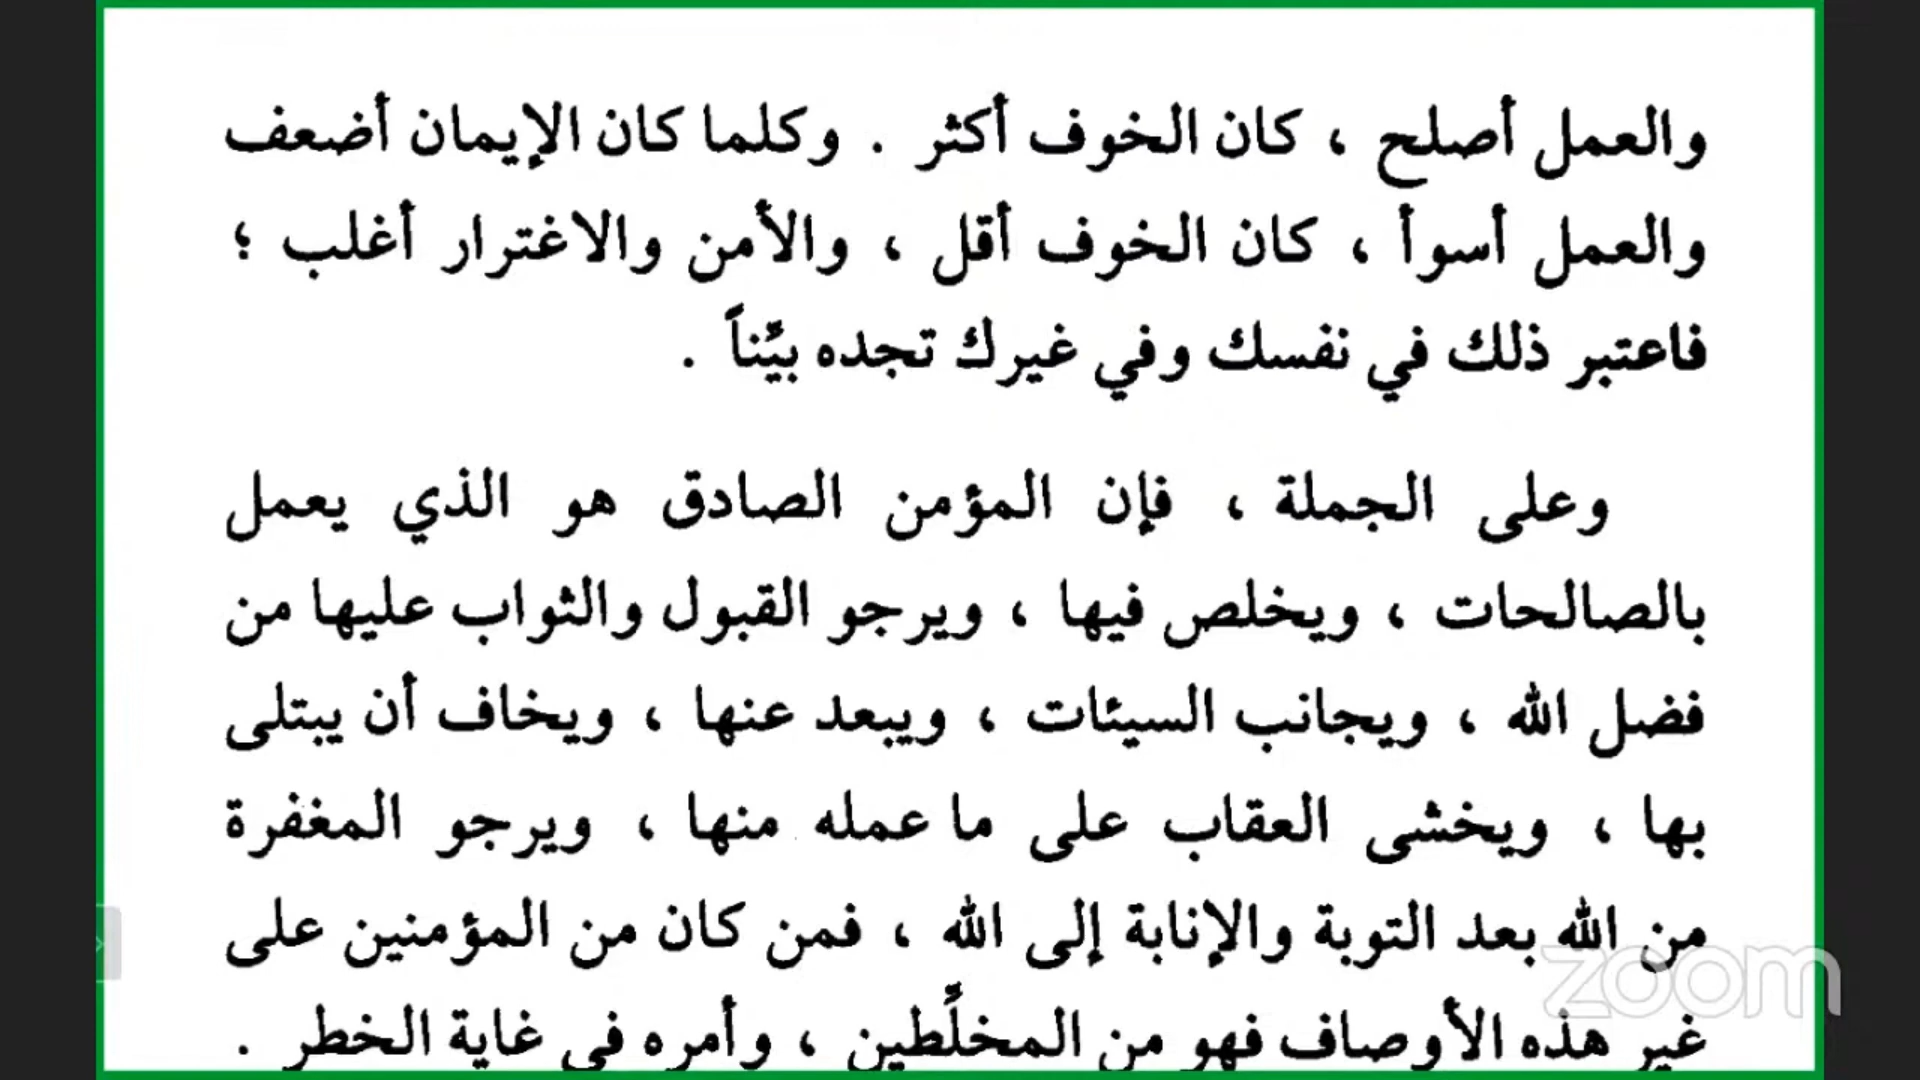 والعمل أصلح ، كان الخوف أكثر . وكلما كان الإيمان أضعف
والعمل أسوأ ، كان الخوف أقل ، والأمن والاغترار أغلب ؛
فاعتبر ذلك في نفسك وفي غيرك تجده بيِّناً .
وعلى الجملة ، فإن المؤمن الصادق هو الذي يعمل
بالصالحات ، ويخلص فيها ، ويرجو القبول والثواب عليها من
فضل الله ، ويجانب السيئات ، ويبعد عنها ، ويخاف أن يبتلى
بها ، ويخشى العقاب على ما عمله منها ، ويرجو المغفرة
من الله بعد التوبة والإنابة إلى الله ، فمن كان من المؤمنين على
غير هذه الأوصاف فهو من المخلِّطين ، وأمره في غاية الخطر .
zoom